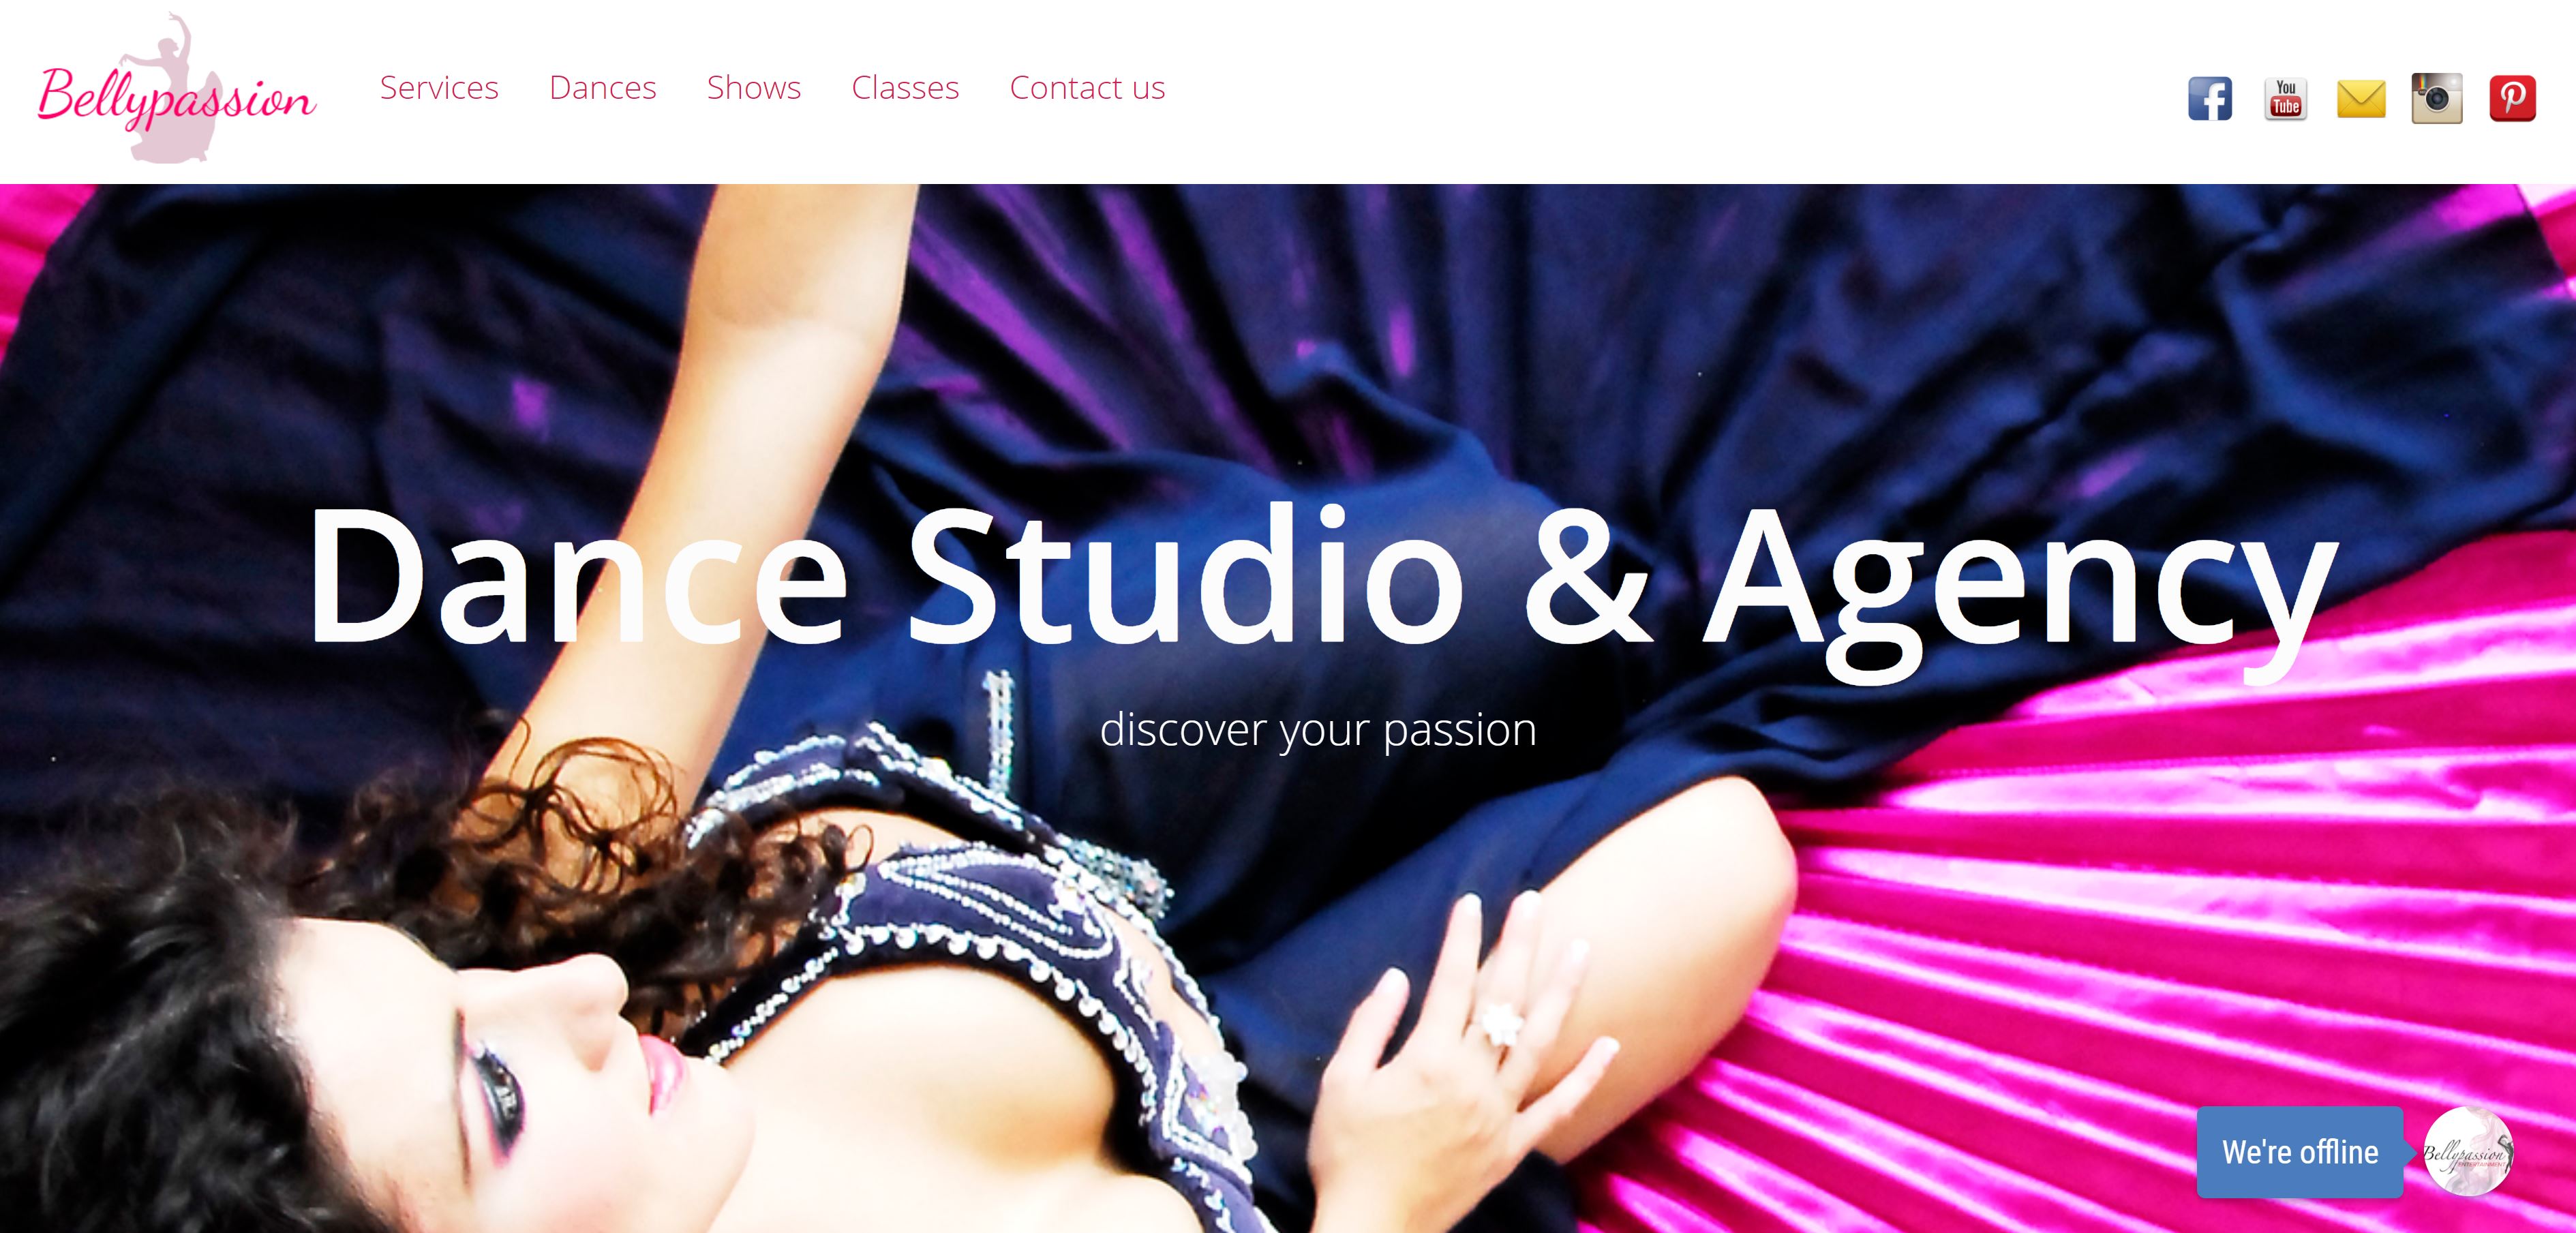 Bellypassion
Services Dances Shows Classes Contact us
You
Tube
Dance Studio & Agency
discover your passion
We're offline
Bellypassion